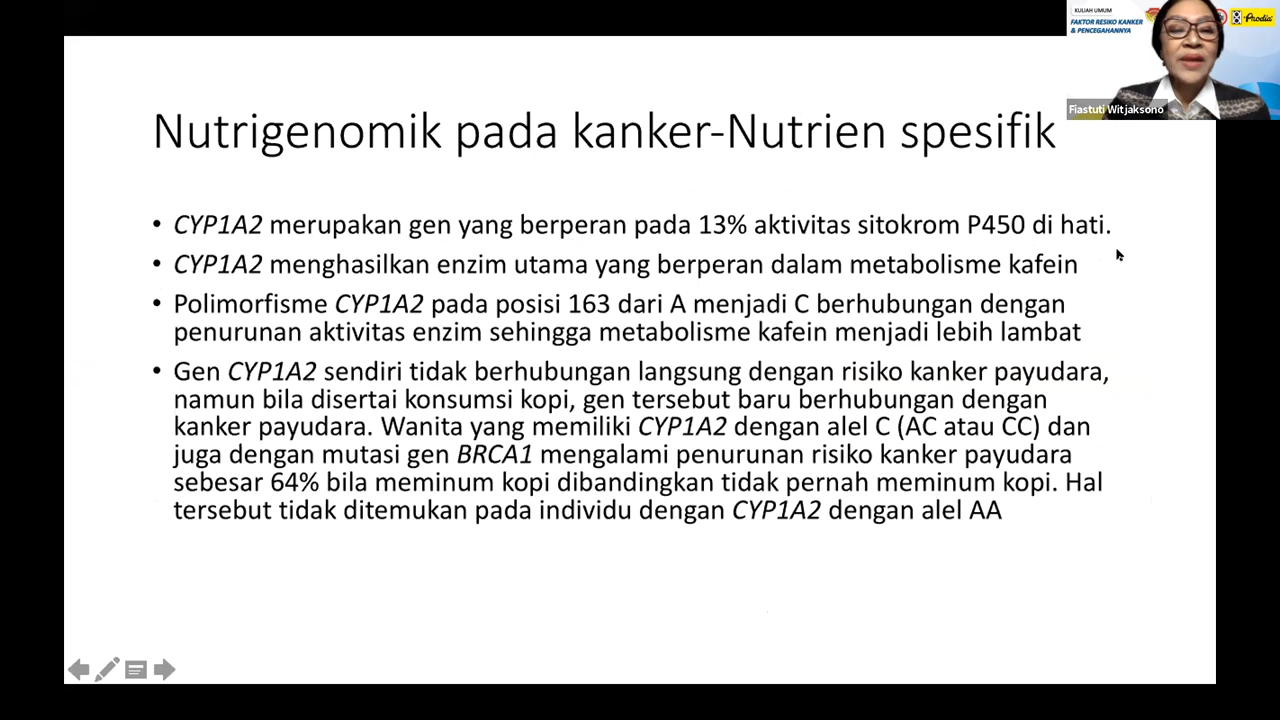 KULIAH UMUM
FAKTOR RESIKO KANKER
& PENCEGAHANNYA
Prodia
Fiastuti Witjaksono
Nutrigenomik pada kanker-Nutrien spesifik
• CYP1A2 merupakan gen yang berperan pada 13% aktivitas sitokrom P450 di hati.
• CYP1A2 menghasilkan enzim utama yang berperan dalam metabolisme kafein
• Polimorfisme CYP1A2 pada posisi 163 dari A menjadi C berhubungan dengan
penurunan aktivitas enzim sehingga metabolisme kafein menjadi lebih lambat
• Gen CYP1A2 sendiri tidak berhubungan langsung dengan risiko kanker payudara,
namun bila disertai konsumsi kopi, gen tersebut baru berhubungan dengan
kanker payudara. Wanita yang memiliki CYP1A2 dengan alel C (AC atau CC) dan
juga dengan mutasi gen BRCA1 mengalami penurunan risiko kanker payudara
sebesar 64% bila meminum kopi dibandingkan tidak pernah meminum kopi. Hal
tersebut tidak ditemukan pada individu dengan CYP1A2 dengan alel AA